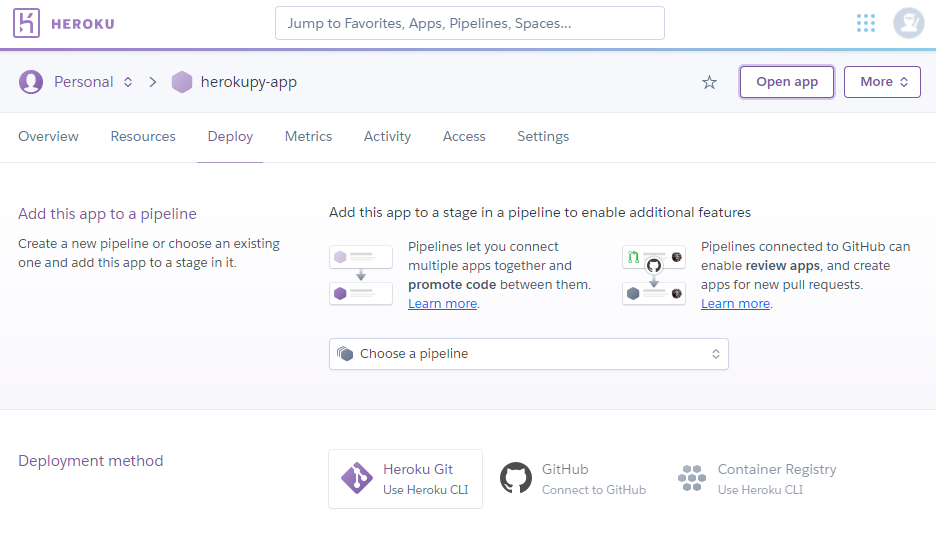 HEROKU
Jump to Favorites, Apps, Pipelines, Spaces...
Personal
herokupy-app
Open app
More
Overview
Resources
Deploy
Metrics
Activity
Access
Settings
Add this app to a pipeline
Create a new pipeline or choose an existing
one and add this app to a stage in it.
Add this app to a stage in a pipeline to enable additional features
Pipelines let you connect
multiple apps together and
promote code between them.
Learn more.
Pipelines connected to GitHub can
enable review apps, and create
apps for new pull requests.
Learn more.
Choose a pipeline
Deployment method
Heroku Git
Use Heroku CLI
GitHub
Connect to GitHub
Container Registry
Use Heroku CLI